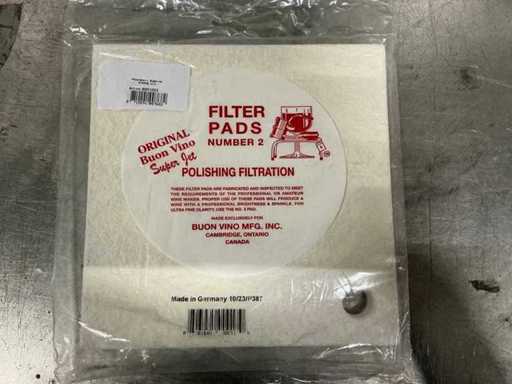 FILTER
PADS
NUMBER 2
ORIGINAL
Buon Vino
Super Jet
POLISHING FILTRATION
THESE FILTER PADS ARE FABRICATED AND INSPECTED TO MEET
THE REQUIREMENTS OF THE PROFESSIONAL OR AMATEUR
WINE MAKER. PROPER USE OF THESE PADS WILL PRODUCE A
WINE WITH A PROFESSIONAL BRIGHTNESS & SPARKLE, FOR
ULTRA FINE CLARITY, USE THE NO. 3 PAD.
MADE EXCLUSIVELY FOR
BUON VINO MFG. INC.
CAMBRIDGE, ONTARIO
CANADA
Made in Germany 10/23/P387